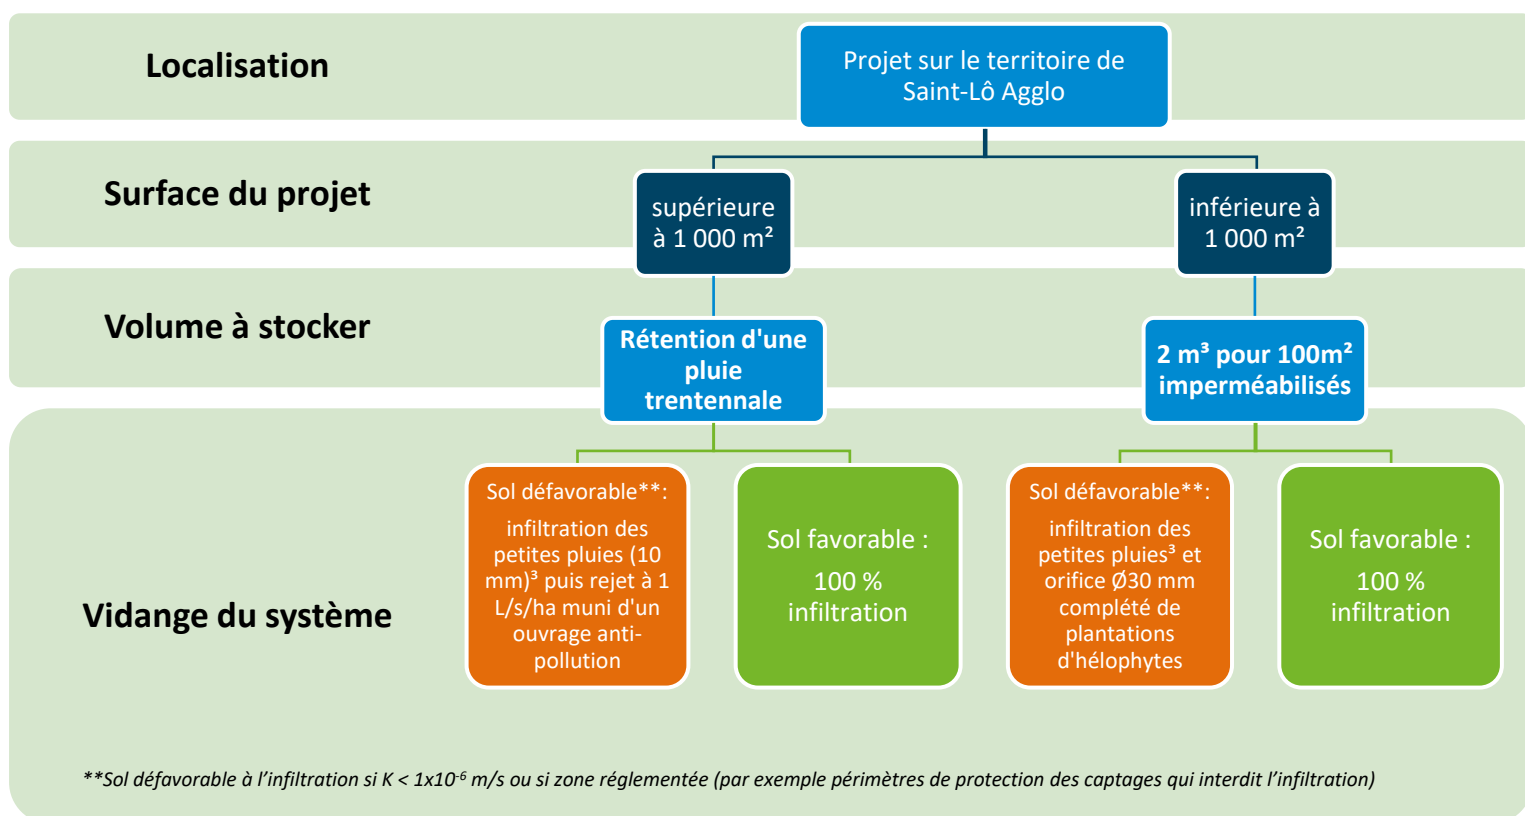 Localisation
Projet sur le territoire de
Saint-Lô Agglo
Surface du projet
supérieure
à 1 000 m²
inférieure à
1 000 m²
Volume à stocker
Rétention d'une
pluie
trentennale
2 m³ pour 100m²
imperméabilisés
Vidange du système
Sol défavorable**:
infiltration des
petites pluies (10
mm)³ puis rejet à 1
L/s/ha muni d'un
ouvrage anti-
pollution
Sol favorable :
100 %
infiltration
Sol défavorable**:
infiltration des
petites pluies³ et
orifice Ø30 mm
complété de
plantations
d'hélophytes
Sol favorable :
100 %
infiltration
**Sol défavorable à l’infiltration si K < 1x10⁻⁶ m/s ou si zone réglementée (par exemple périmètres de protection des captages qui interdit l’infiltration)